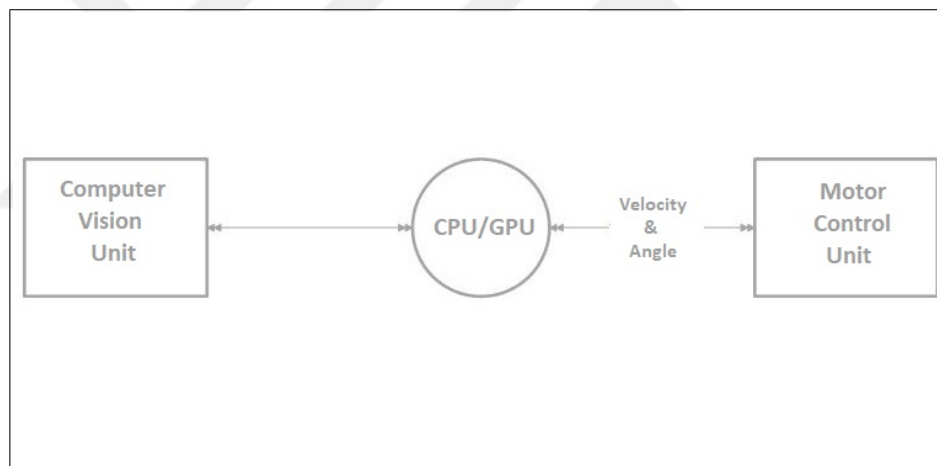 Computer
Vision
Unit
CPU/GPU
Velocity
&
Angle
Motor
Control
Unit